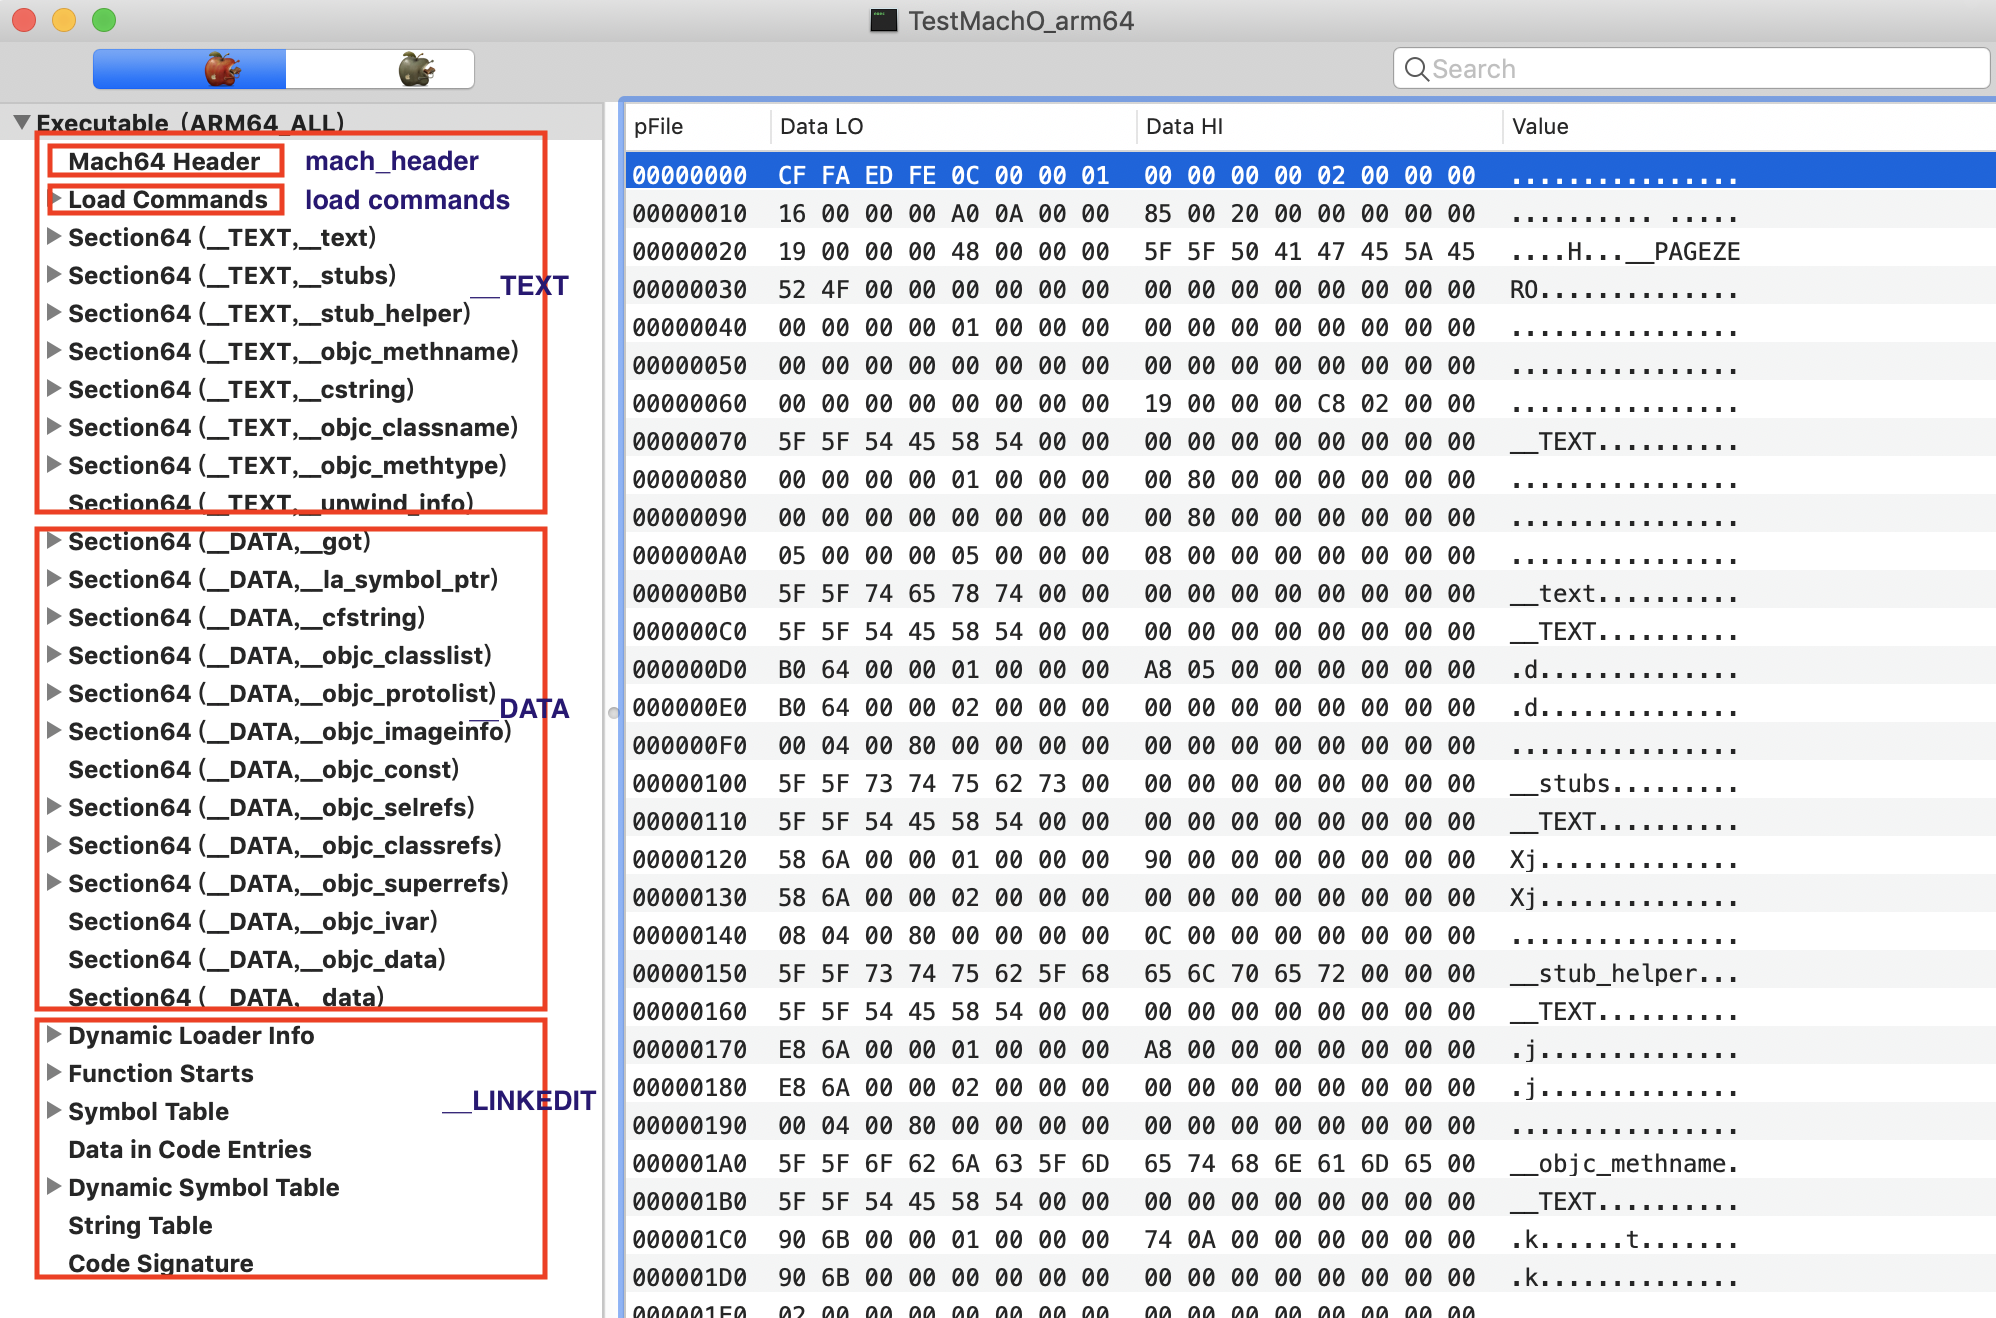 TestMachO_arm64
Search
Executable (ARM64_ALL)
Mach64 Header
mach_header
Load Commands
load commands
Section64 (__TEXT,__text)
Section64 (__TEXT,__stubs)
__TEXT
Section64 (__TEXT,__stub_helper)
Section64 (__TEXT,__objc_methname)
Section64 (__TEXT,__cstring)
Section64 (__TEXT,__objc_classname)
Section64 (__TEXT,__objc_methtype)
Section64 (__TEXT,__unwind_info)
Section64 (__DATA,__got)
Section64 (__DATA,__la_symbol_ptr)
Section64 (__DATA,__cfstring)
Section64 (__DATA,__objc_classlist)
Section64 (__DATA,__objc_protolist)
__DATA
Section64 (__DATA,__objc_imageinfo)
Section64 (__DATA,__objc_const)
Section64 (__DATA,__objc_selrefs)
Section64 (__DATA,__objc_classrefs)
Section64 (__DATA,__objc_superrefs)
Section64 (__DATA,__objc_ivar)
Section64 (__DATA,__objc_data)
Section64 (__DATA,__data)
Dynamic Loader Info
Function Starts
Symbol Table
__LINKEDIT
Data in Code Entries
Dynamic Symbol Table
String Table
Code Signature
pFile Data LO Data HI Value
00000000 CF FA ED FE 0C 00 00 01 00 00 00 00 02 00 00 00 ................
00000010 16 00 00 00 A0 0A 00 00 85 00 20 00 00 00 00 00 .......... .....
00000020 19 00 00 00 48 00 00 00 5F 5F 50 41 47 45 5A 45 ....H...__PAGEZE
00000030 52 4F 00 00 00 00 00 00 00 00 00 00 00 00 00 00 RO..............
00000040 00 00 00 00 01 00 00 00 00 00 00 00 00 00 00 00 ................
00000050 00 00 00 00 00 00 00 00 00 00 00 00 00 00 00 00 ................
00000060 00 00 00 00 00 00 00 00 19 00 00 00 C8 02 00 00 ................
00000070 5F 5F 54 45 58 54 00 00 00 00 00 00 00 00 00 00 __TEXT..........
00000080 00 00 00 00 01 00 00 00 00 80 00 00 00 00 00 00 ................
00000090 00 00 00 00 00 00 00 00 00 80 00 00 00 00 00 00 ................
000000A0 05 00 00 00 05 00 00 00 08 00 00 00 00 00 00 00 ................
000000B0 5F 5F 74 65 78 74 00 00 00 00 00 00 00 00 00 00 __text..........
000000C0 5F 5F 54 45 58 54 00 00 00 00 00 00 00 00 00 00 __TEXT..........
000000D0 B0 64 00 00 01 00 00 00 A8 05 00 00 00 00 00 00 .d..............
000000E0 B0 64 00 00 02 00 00 00 00 00 00 00 00 00 00 00 .d..............
000000F0 00 04 00 80 00 00 00 00 00 00 00 00 00 00 00 00 ................
00000100 5F 5F 73 74 75 62 73 00 00 00 00 00 00 00 00 00 __stubs.........
00000110 5F 5F 54 45 58 54 00 00 00 00 00 00 00 00 00 00 __TEXT..........
00000120 58 6A 00 00 01 00 00 00 90 00 00 00 00 00 00 00 Xj..............
00000130 58 6A 00 00 02 00 00 00 00 00 00 00 00 00 00 00 Xj..............
00000140 08 04 00 80 00 00 00 00 0C 00 00 00 00 00 00 00 ................
00000150 5F 5F 73 74 75 62 5F 68 65 6C 70 65 72 00 00 00 __stub_helper...
00000160 5F 5F 54 45 58 54 00 00 00 00 00 00 00 00 00 00 __TEXT..........
00000170 E8 6A 00 00 01 00 00 00 A8 00 00 00 00 00 00 00 .j..............
00000180 E8 6A 00 00 02 00 00 00 00 00 00 00 00 00 00 00 .j..............
00000190 00 04 00 80 00 00 00 00 00 00 00 00 00 00 00 00 ................
000001A0 5F 5F 6F 62 6A 63 5F 6D 65 74 68 6E 61 6D 65 00 __objc_methname.
000001B0 5F 5F 54 45 58 54 00 00 00 00 00 00 00 00 00 00 __TEXT..........
000001C0 90 6B 00 00 01 00 00 00 74 0A 00 00 00 00 00 00 .k......t.......
000001D0 90 6B 00 00 00 00 00 00 00 00 00 00 00 00 00 00 .k..............
000001E0 02 00 00 00 00 00 00 00 00 00 00 00 00 00 00 00